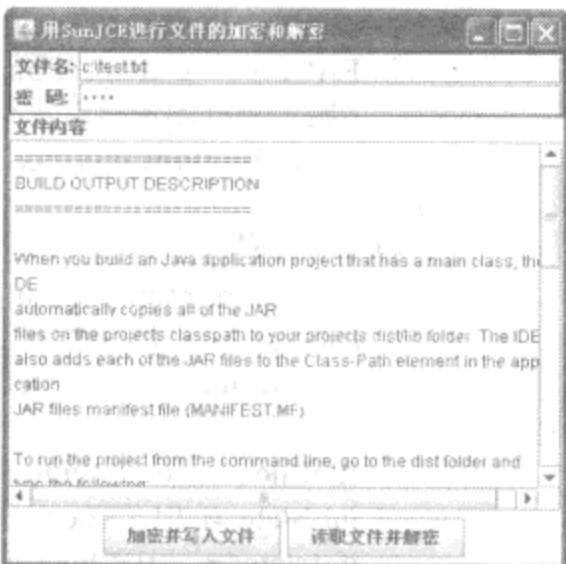 用SunJCE进行文件的加密和解密
文件名: c:\test.txt
密 码: ····
文件内容
========================
BUILD OUTPUT DESCRIPTION
========================
When you build an Java application project that has a main class, the
IDE
automatically copies all of the JAR
files on the projects classpath to your projects dist/lib folder. The IDE
also adds each of the JAR files to the Class-Path element in the app
cation
JAR files manifest file (MANIFEST.MF)
To run the project from the command line, go to the dist folder and
type the following:
加密并写入文件 读取文件并解密